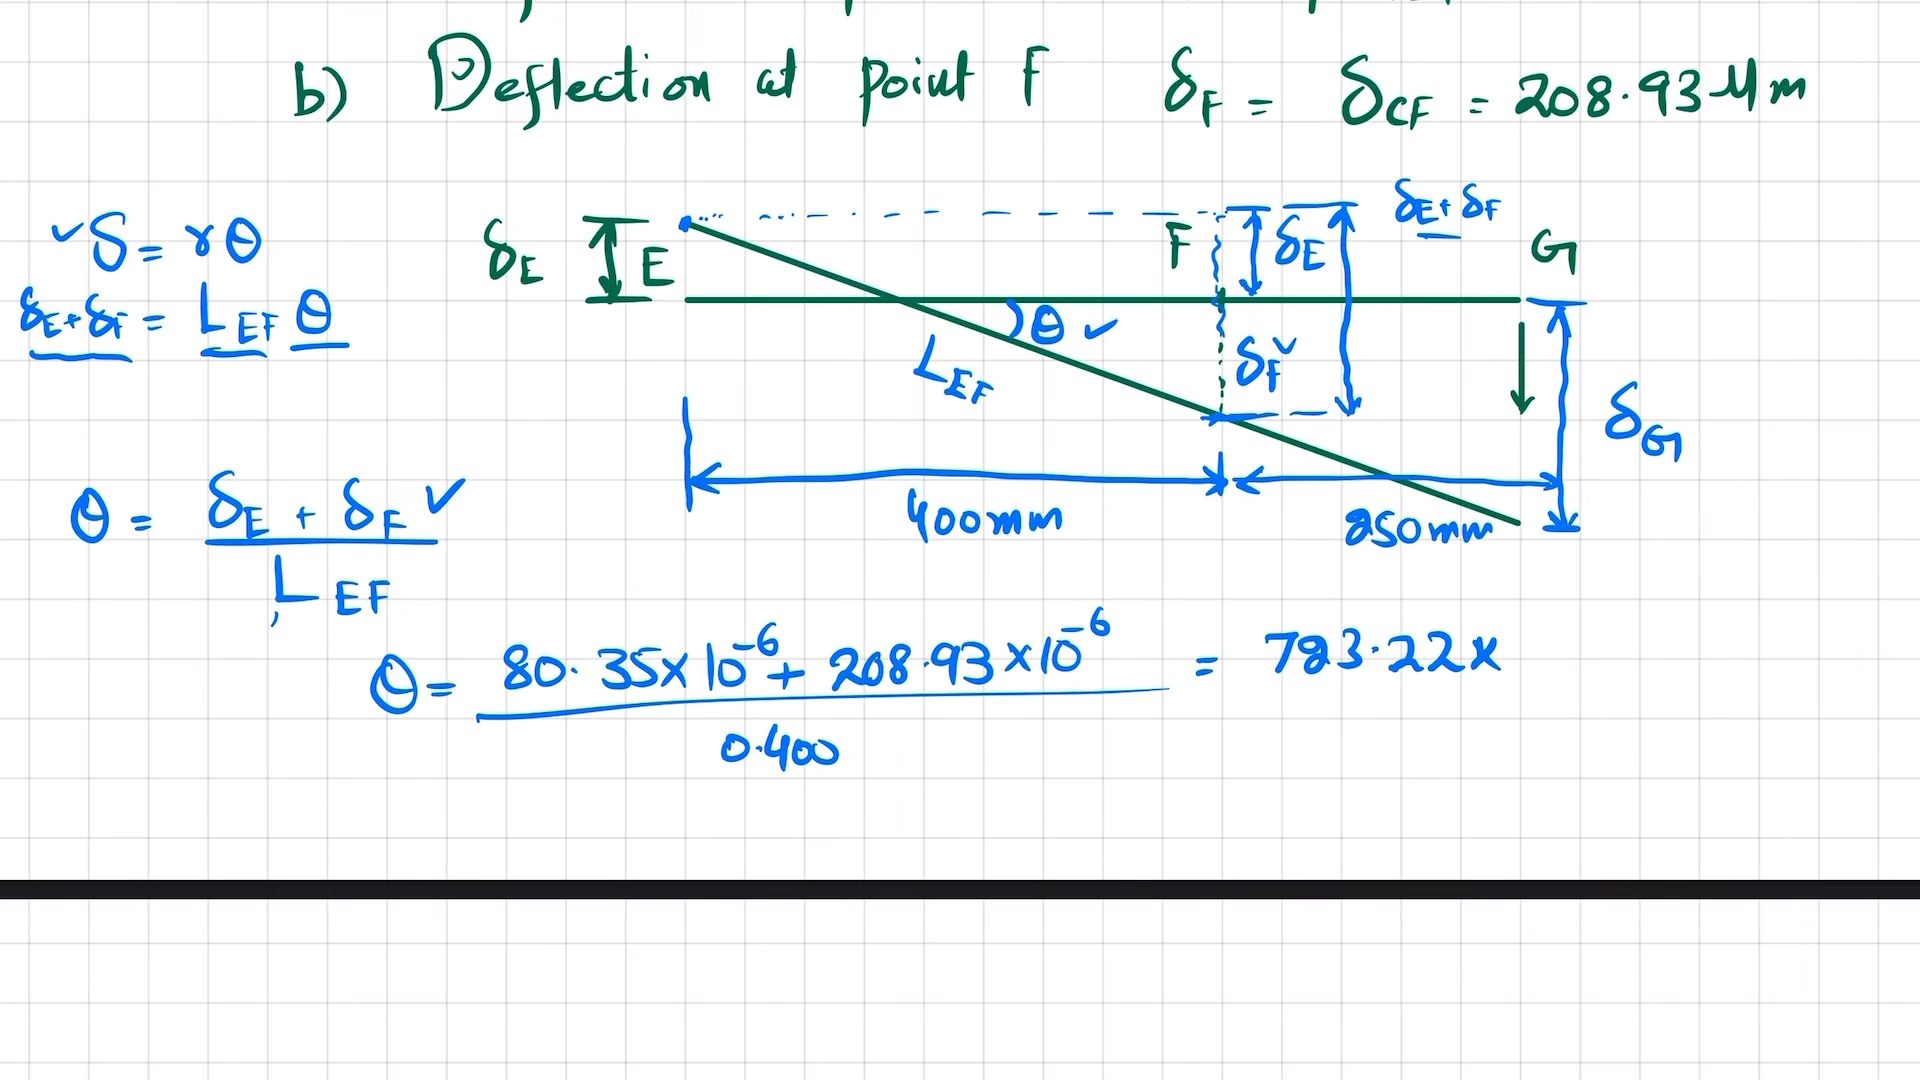 b) Deflection at point F δF = δCF = 208.93 μm
δE+δF
✓δ = rθ
δE E F δE G
δE+δF = LEF θ
θ ✓
LEF δF✓
δG
θ = δE + δF ✓ / LEF
400mm 250mm
θ = 80.35×10⁻⁶ + 208.93×10⁻⁶ / 0.400 = 723.22×